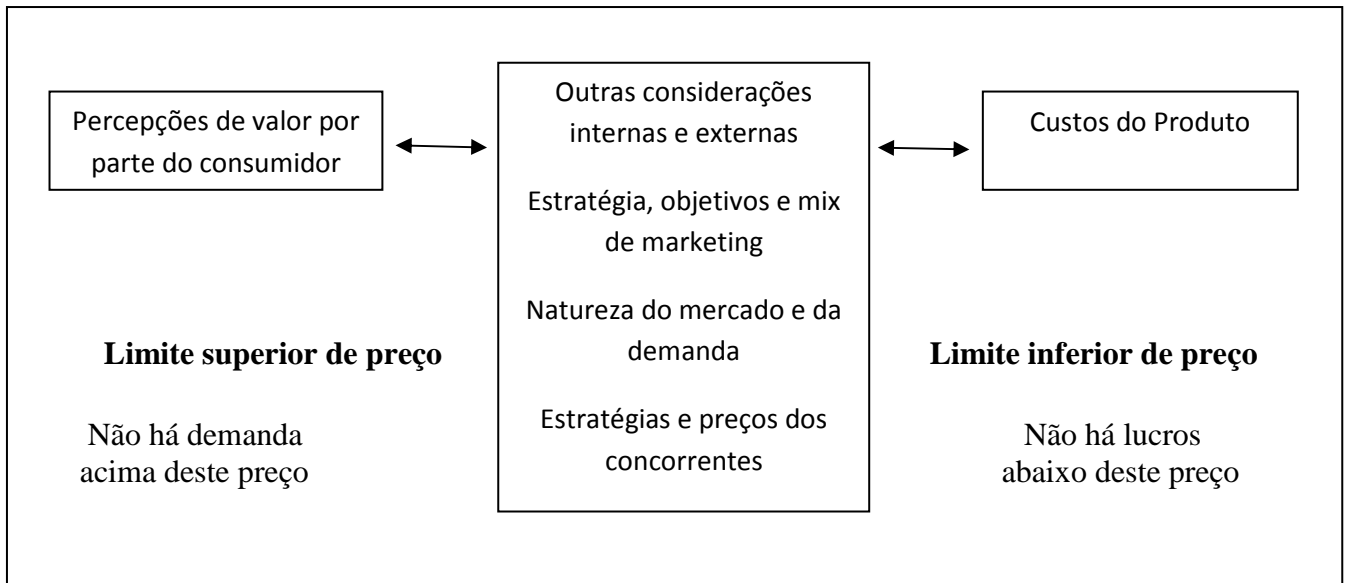 Percepções de valor por
parte do consumidor
Outras considerações
internas e externas
Estratégia, objetivos e mix
de marketing
Natureza do mercado e da
demanda
Estratégias e preços dos
concorrentes
Custos do Produto
Limite superior de preço
Não há demanda
acima deste preço
Limite inferior de preço
Não há lucros
abaixo deste preço